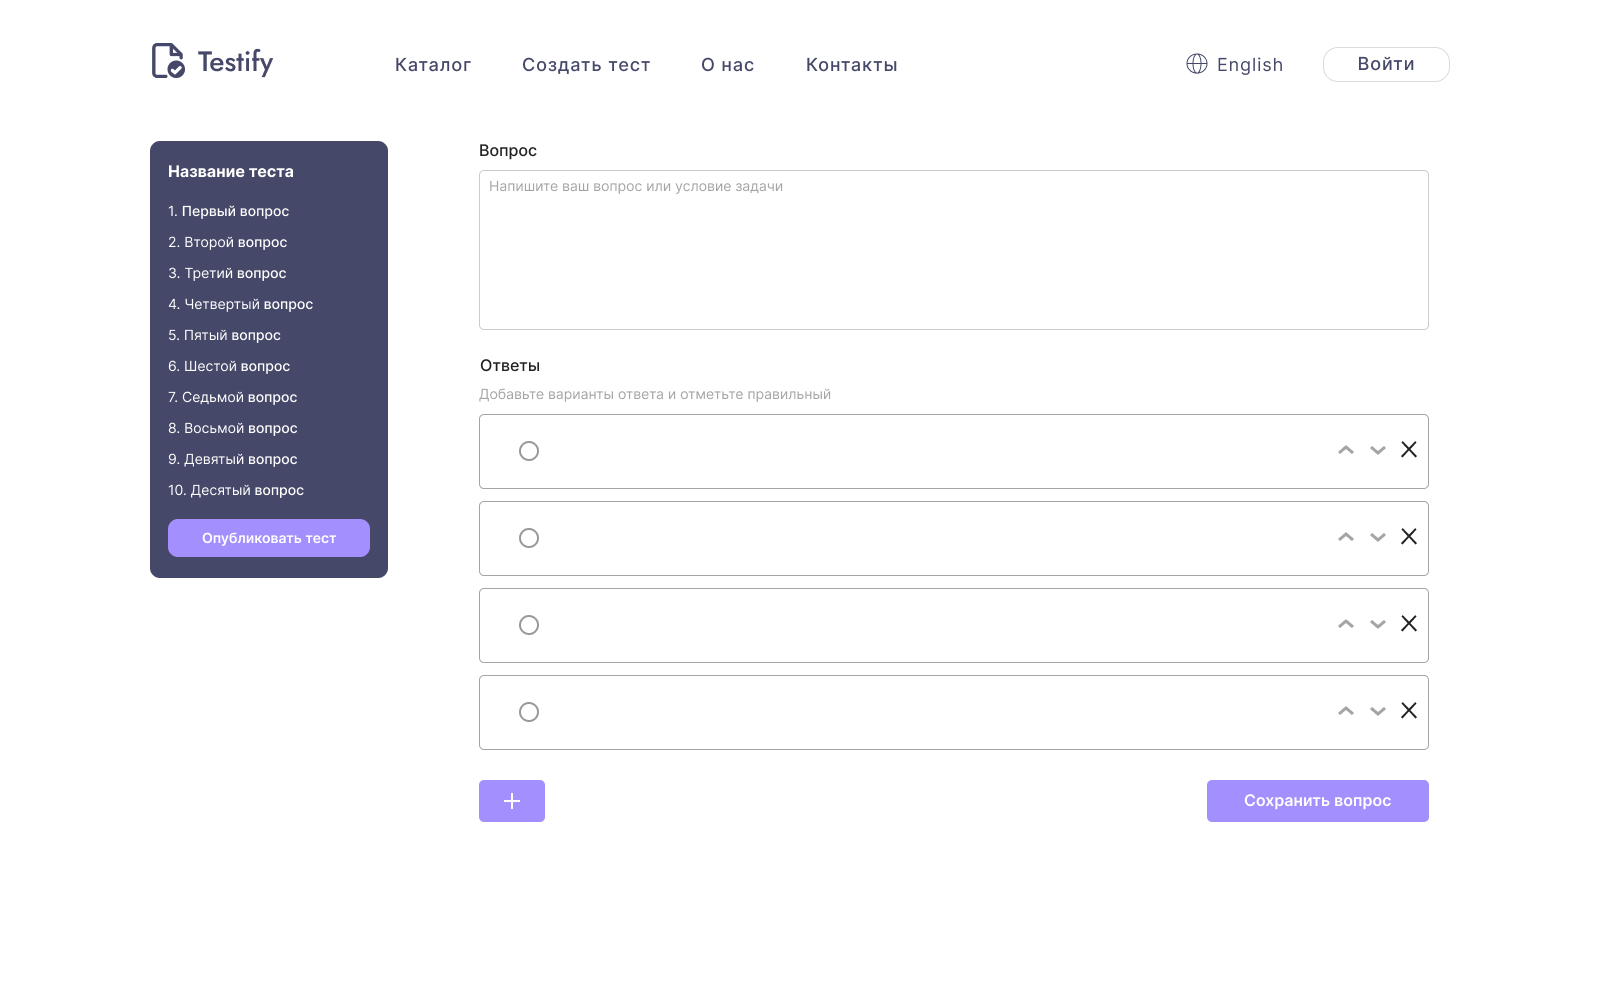 Testify
Каталог
Создать тест
О нас
Контакты
English
Войти
Название теста
1. Первый вопрос
2. Второй вопрос
3. Третий вопрос
4. Четвертый вопрос
5. Пятый вопрос
6. Шестой вопрос
7. Седьмой вопрос
8. Восьмой вопрос
9. Девятый вопрос
10. Десятый вопрос
Опубликовать тест
Вопрос
Напишите ваш вопрос или условие задачи
Ответы
Добавьте варианты ответа и отметьте правильный
Сохранить вопрос